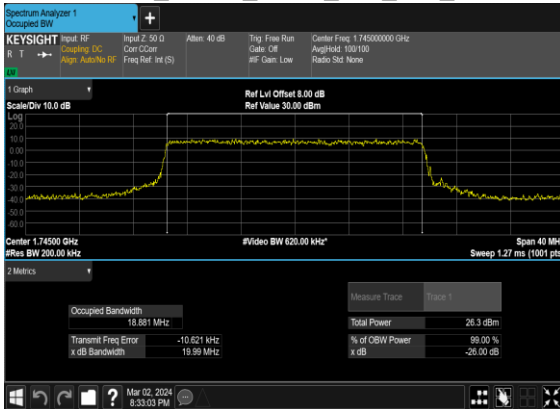 Spectrum Analyzer 1
Occupied BW
KEYSIGHT Input: RF Input Z: 50 Ω Atten: 40 dB Trig: Free Run Center Freq: 1.745000000 GHz
R T Coupling: DC Corr CCorr Gate: Off Avg|Hold: 100/100
Align: Auto/No RF Freq Ref: Int (S) #IF Gain: Low Radio Std: None
1 Graph
Ref Lvl Offset 8.00 dB
Scale/Div 10.0 dB Ref Value 30.00 dBm
Log
20.0
10.0
0.00
-10.0
-20.0
-30.0
-40.0
-50.0
-60.0
Center 1.74500 GHz #Video BW 620.00 kHz* Span 40 MH
#Res BW 200.00 kHz Sweep 1.27 ms (1001 pts
2 Metrics
Measure Trace Trace 1
Occupied Bandwidth
18.881 MHz Total Power 26.3 dBm
Transmit Freq Error -10.621 kHz % of OBW Power 99.00 %
x dB Bandwidth 19.99 MHz x dB -26.00 dB
Mar 02, 2024
8:33:03 PM